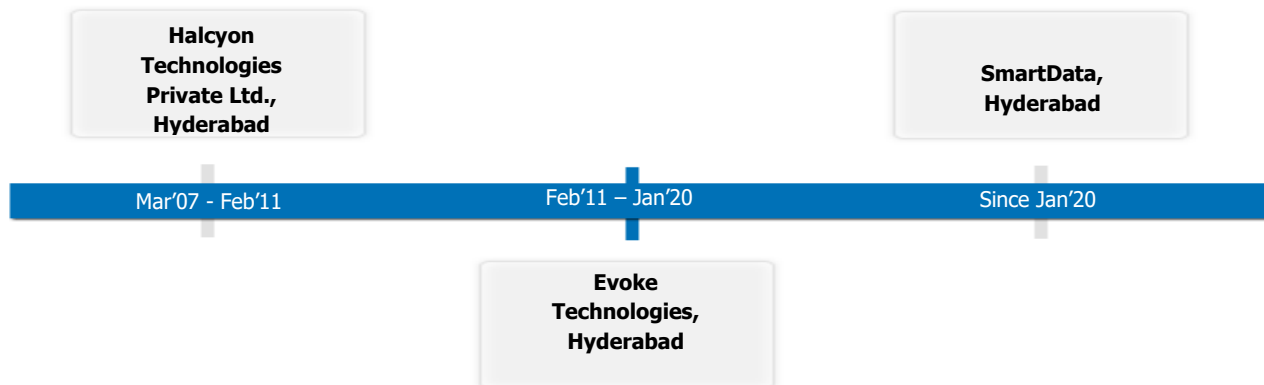 Halcyon
Technologies
Private Ltd.,
Hyderabad
SmartData,
Hyderabad
Mar’07 - Feb’11
Feb’11 – Jan’20
Since Jan’20
Evoke
Technologies,
Hyderabad